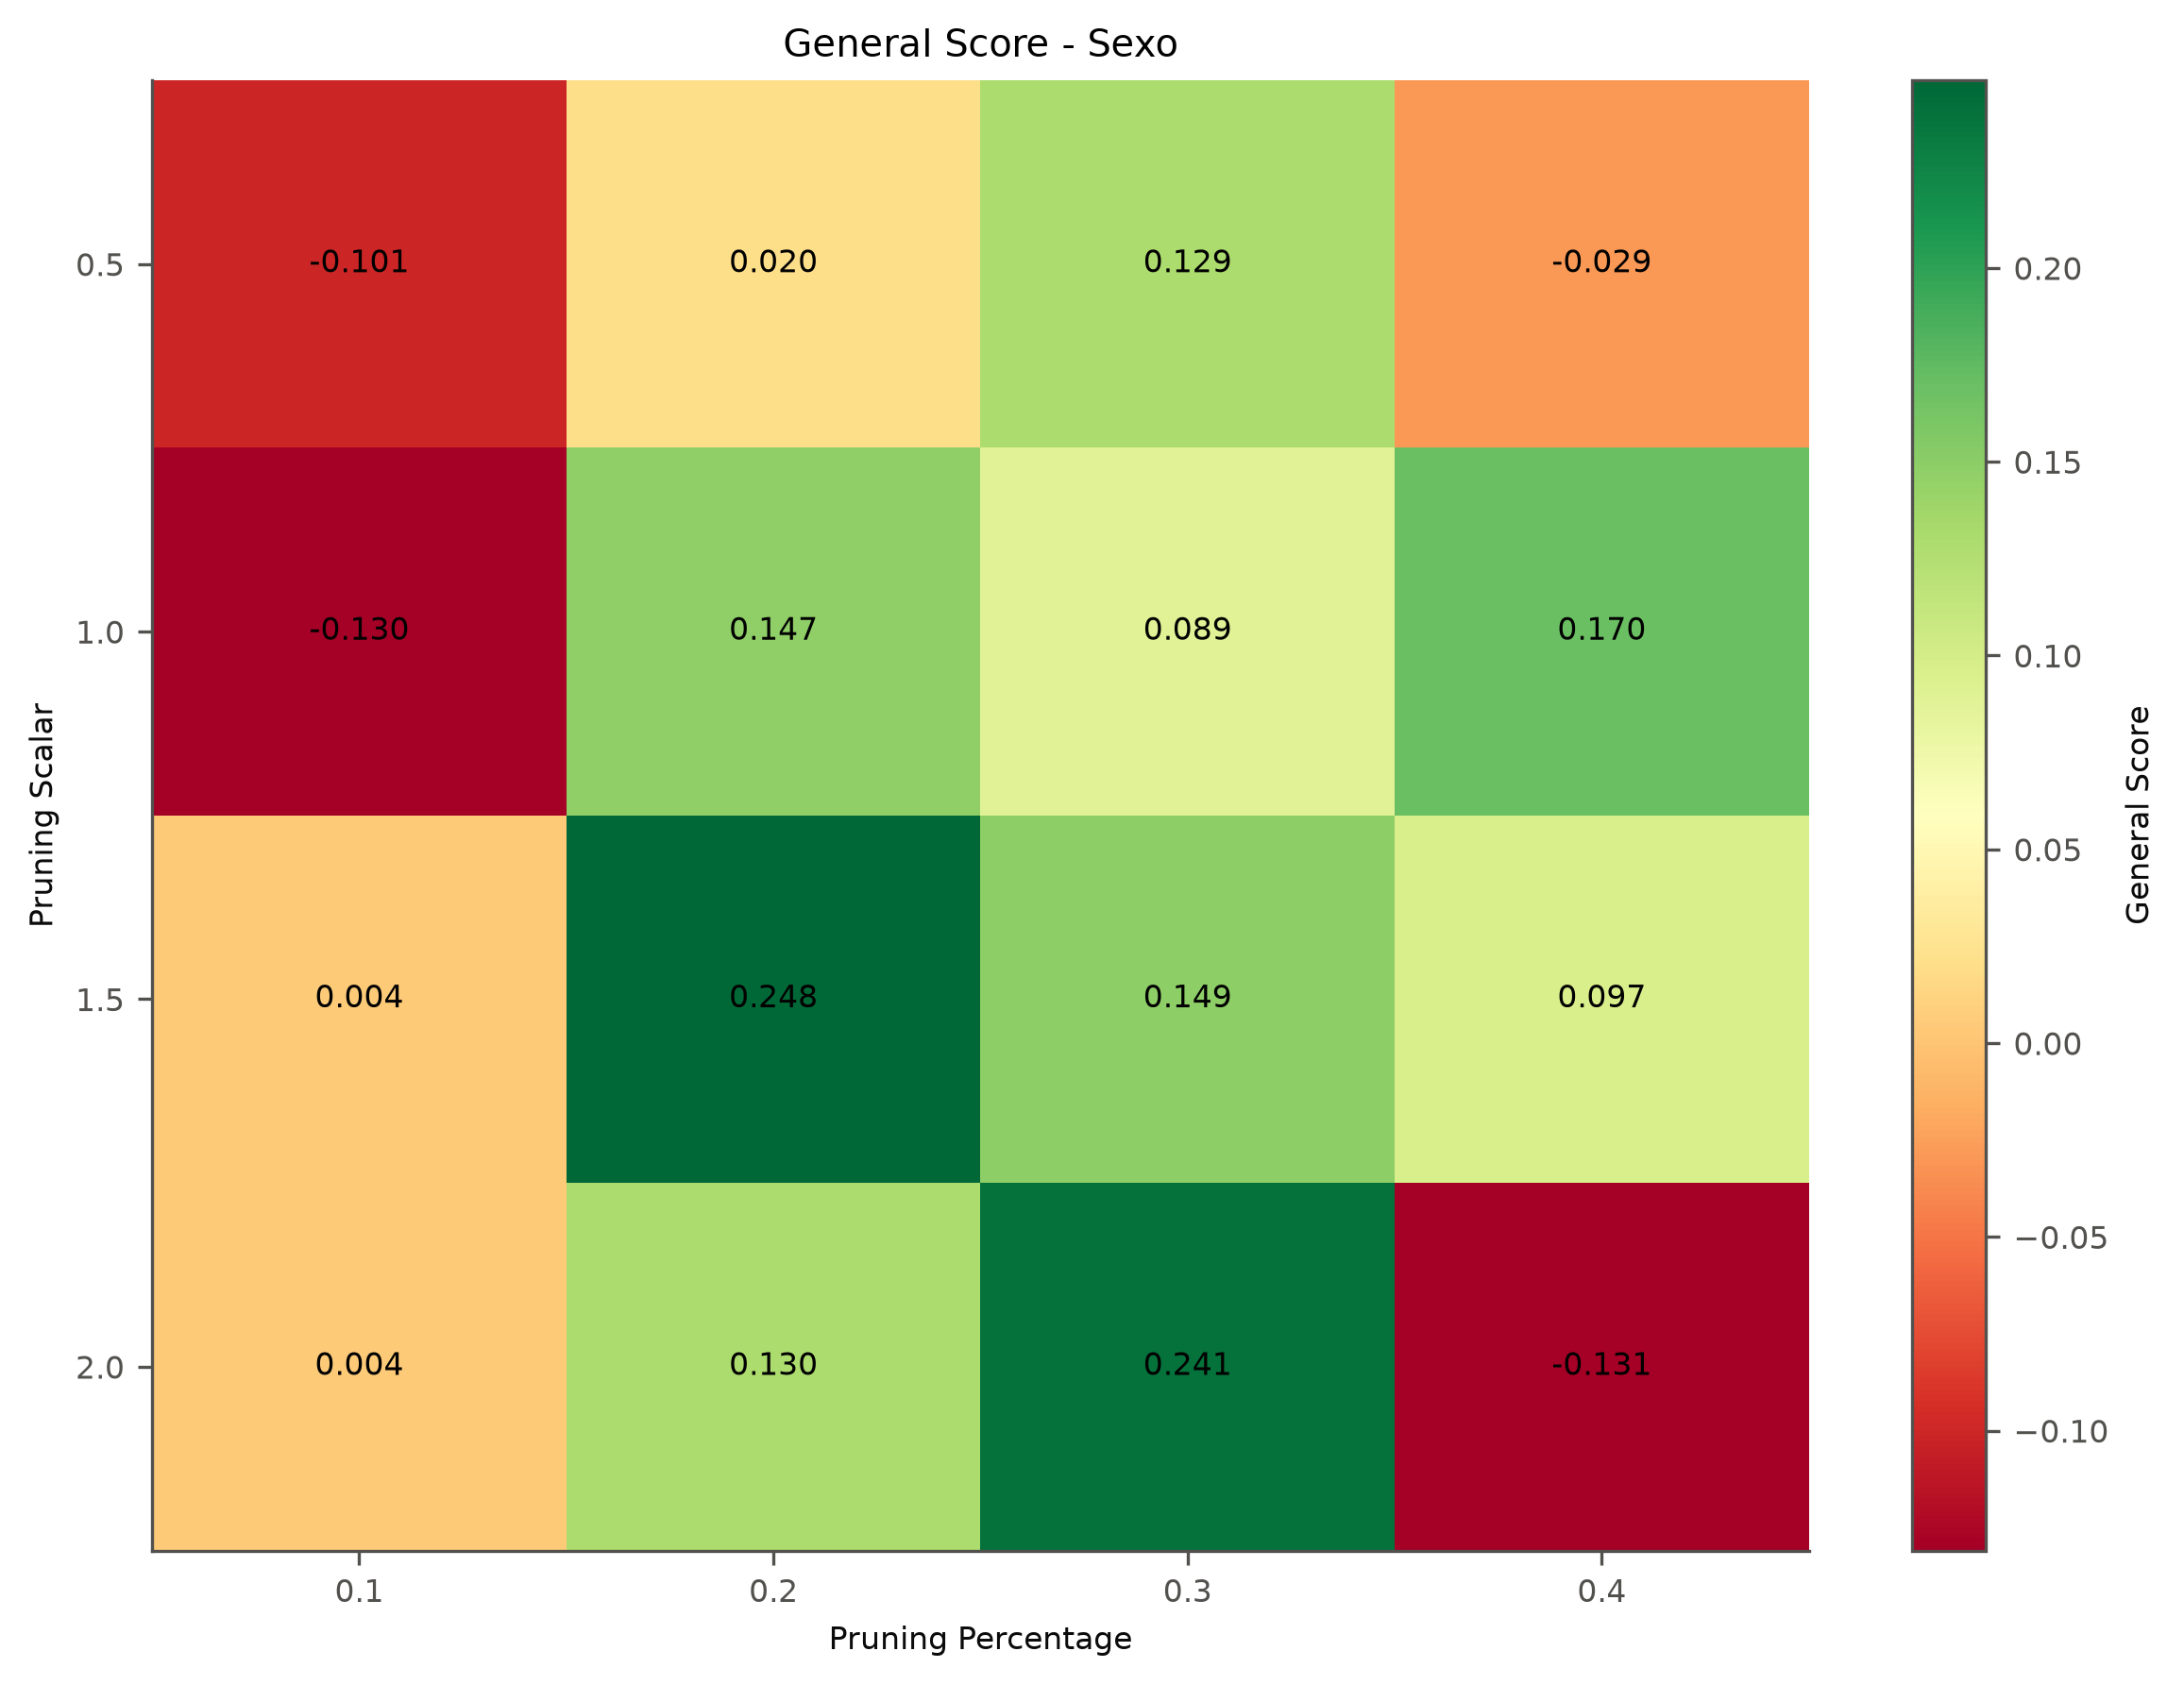 General Score - Sexo
0.5 -0.101 0.020 0.129 -0.029
1.0 -0.130 0.147 0.089 0.170
1.5 0.004 0.248 0.149 0.097
2.0 0.004 0.130 0.241 -0.131
0.1 0.2 0.3 0.4
Pruning Percentage
Pruning Scalar
0.20
0.15
0.10
0.05
0.00
−0.05
−0.10
General Score